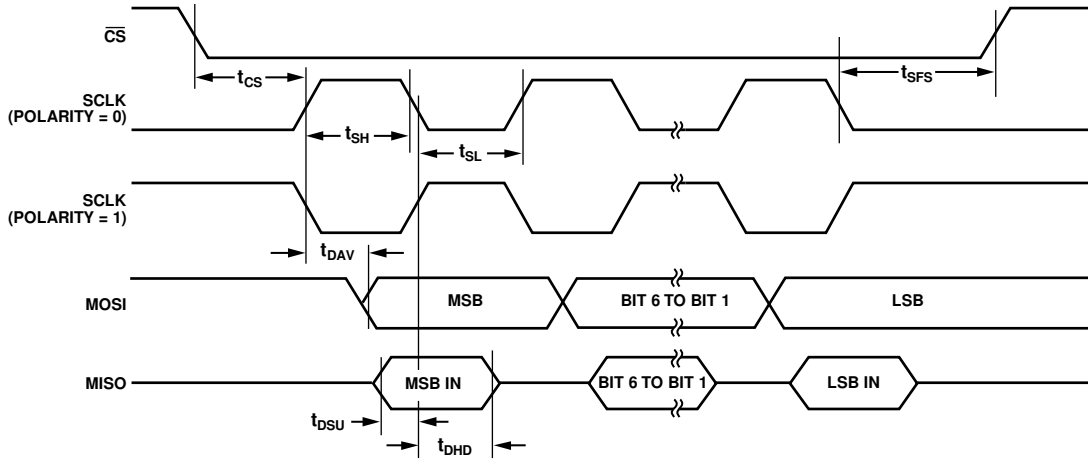 CS
tCS
tSFS
SCLK
(POLARITY = 0)
tSH
tSL
SCLK
(POLARITY = 1)
tDAV
MOSI
MSB
BIT 6 TO BIT 1
LSB
MISO
MSB IN
BIT 6 TO BIT 1
LSB IN
tDSU
tDHD